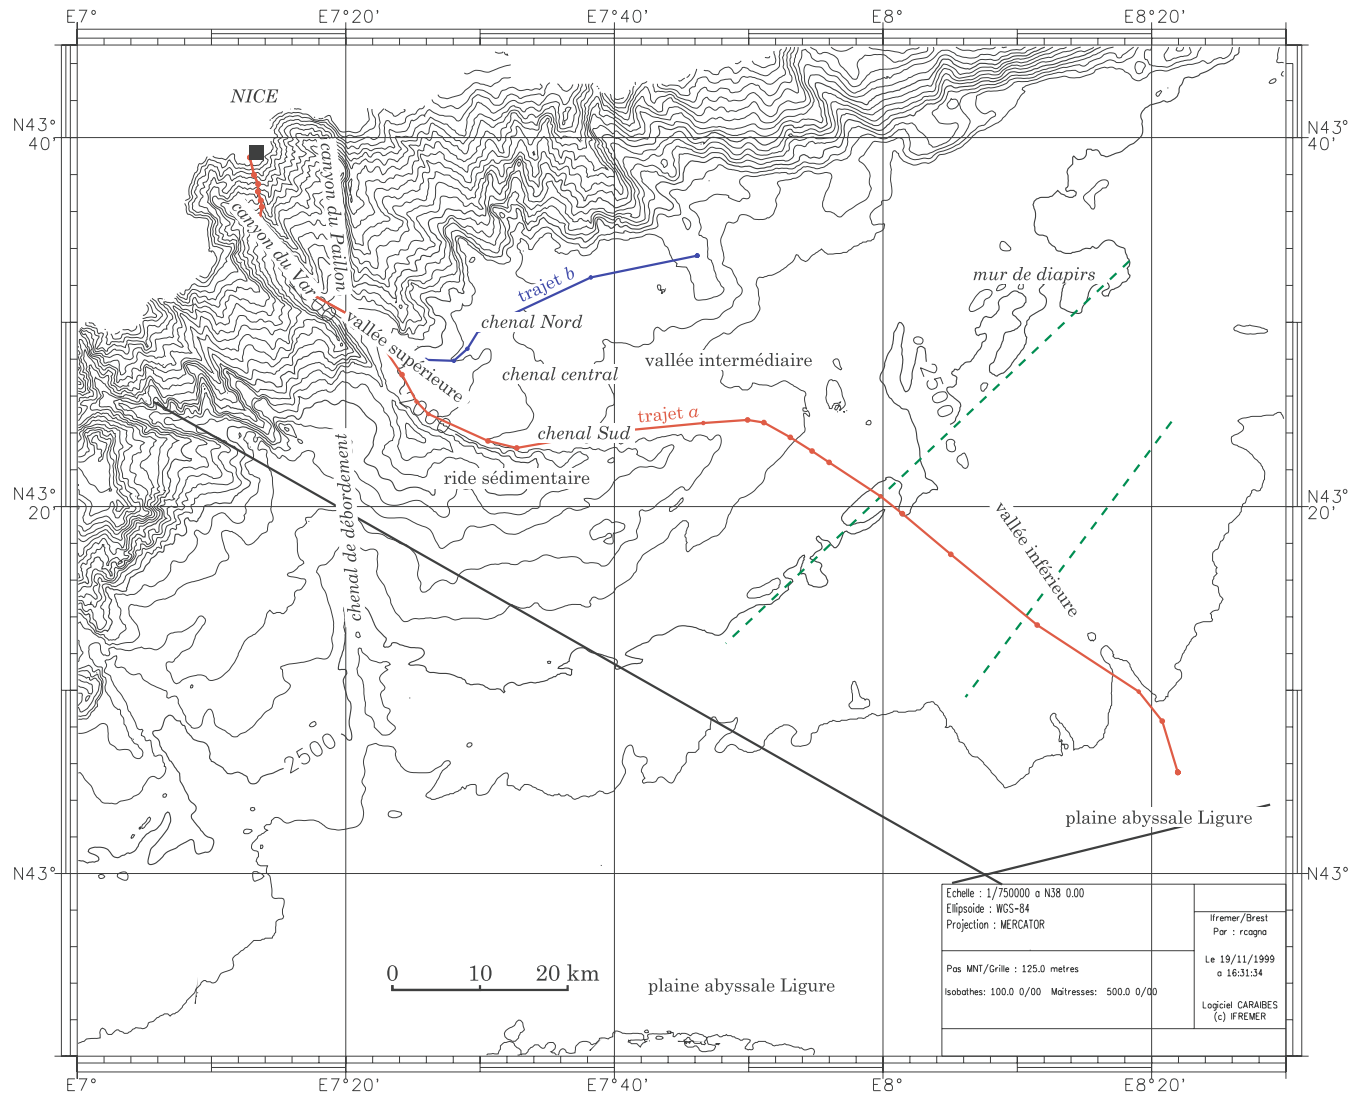 E7° E7°20' E7°40' E8° E8°20'
NICE
N43°
40'
N43°
40'
canyon du Paillon
canyon du Var
mur de diapirs
trajet b
chenal Nord
vallée supérieure
vallée intermédiaire
chenal central
2500
2000
trajet a
chenal Sud
ride sédimentaire
N43°
20'
N43°
20'
chenal de débordement
vallée inférieure
2500
plaine abyssale Ligure
N43°
N43°
Echelle : 1/750000 a N38 0.00
Ellipsoide : WGS-84
Projection : MERCATOR
Ifremer/Brest
Par : rcagna
Le 19/11/1999
a 16:31:34
Pas MNT/Grille : 125.0 metres
Isobathes: 100.0 0/00 Maitresses: 500.0 0/00
Logiciel CARAIBES
(c) IFREMER
0 10 20 km
plaine abyssale Ligure
E7° E7°20' E7°40' E8° E8°20'